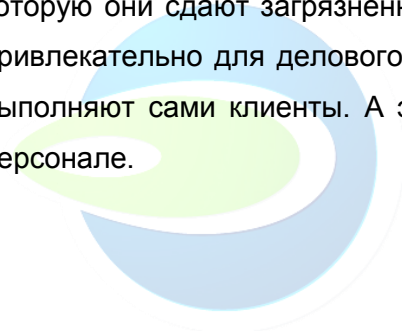 оторую они сдают загрязненн
ривлекательно для делового
ыполняют сами клиенты. А э
ерсонале.